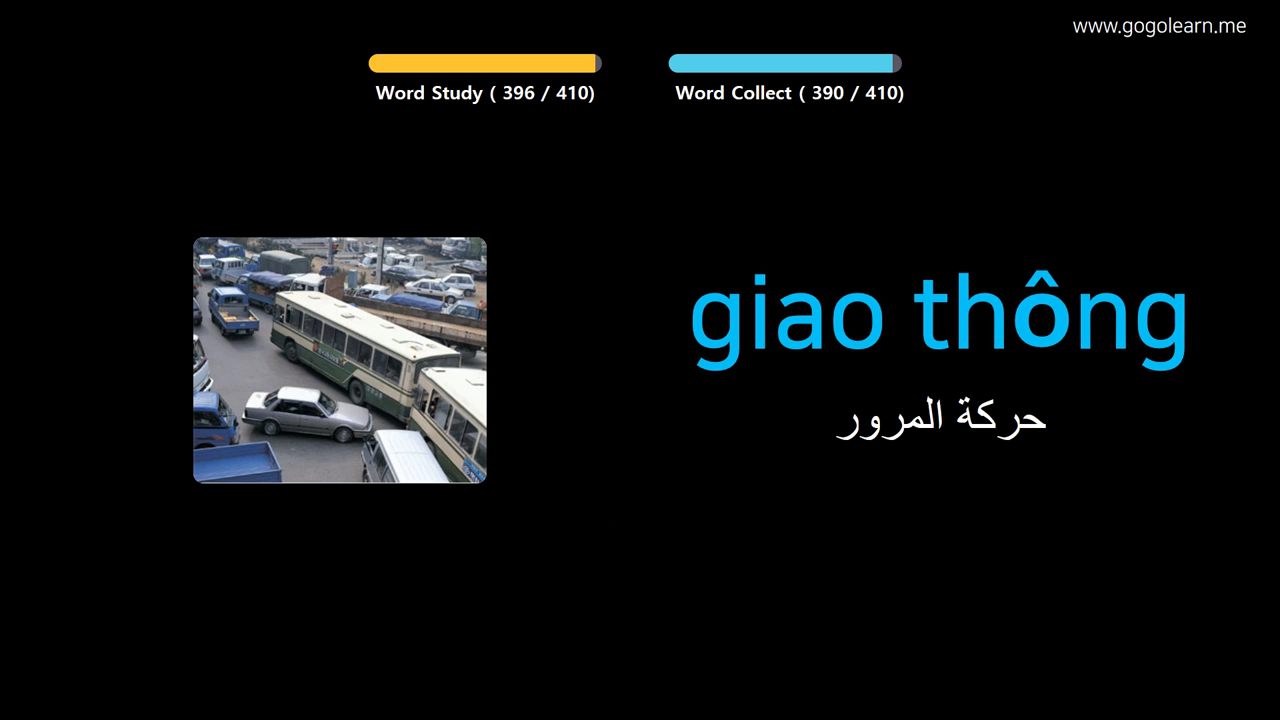 www.gogolearn.me
Word Study ( 396 / 410)
Word Collect ( 390 / 410)
giao thông
حركة المرور